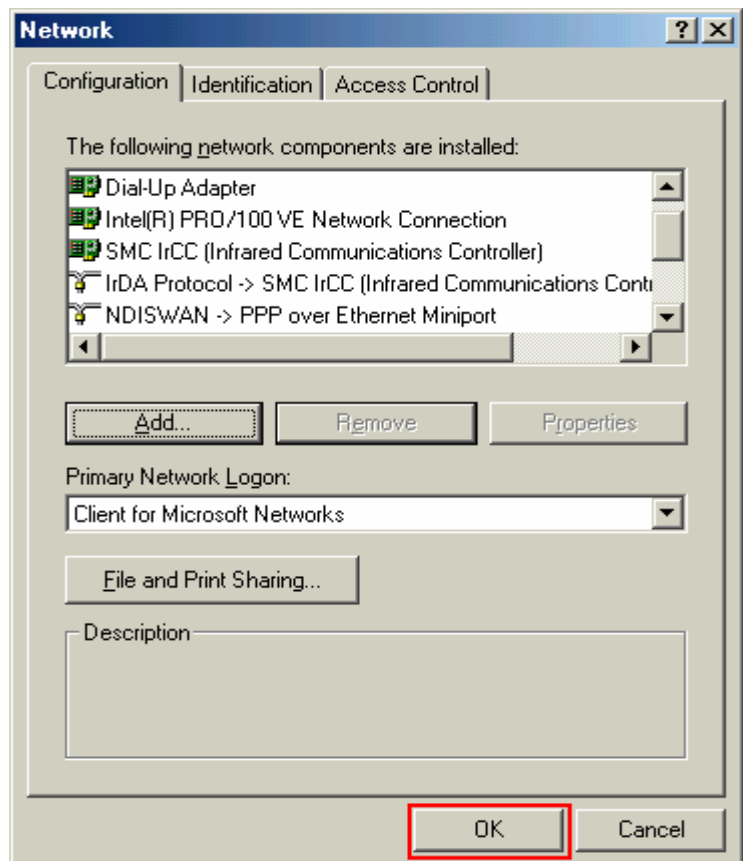 Network
Configuration Identification Access Control
The following network components are installed:
Dial-Up Adapter
Intel(R) PRO/100 VE Network Connection
SMC IrCC (Infrared Communications Controller)
IrDA Protocol -> SMC IrCC (Infrared Communications
NDISWAN -> PPP over Ethernet Miniport
Add... Remove Properties
Primary Network Logon:
Client for Microsoft Networks
File and Print Sharing...
Description
OK Cancel